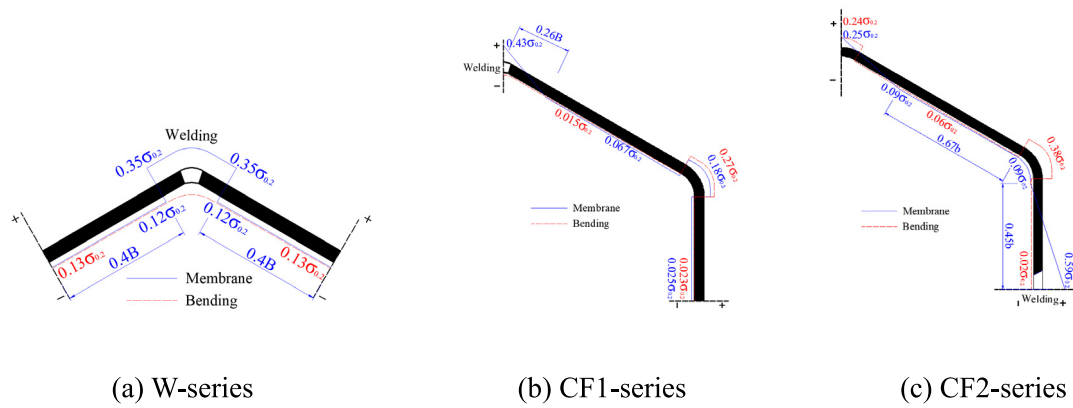 Welding
0.35σ0.2
0.35σ0.2
0.12σ0.2
0.12σ0.2
0.13σ0.2
0.13σ0.2
0.4B
0.4B
+
+
−
−
Membrane
Bending
(a) W-series
0.26B
+
0.43σ0.2
Welding
−
0.015σ0.2
0.067σ0.2
0.27σ0.2
0.18σ0.2
Membrane
Bending
0.025σ0.2
0.023σ0.2
−
+
(b) CF1-series
0.24σ0.2
+
0.25σ0.2
−
0.09σ0.2
0.06σ0.2
0.67b
0.38σ0.2
0.09σ0.2
Membrane
Bending
0.45b
0.02σ0.2
0.59σ0.2
−
Welding
+
(c) CF2-series